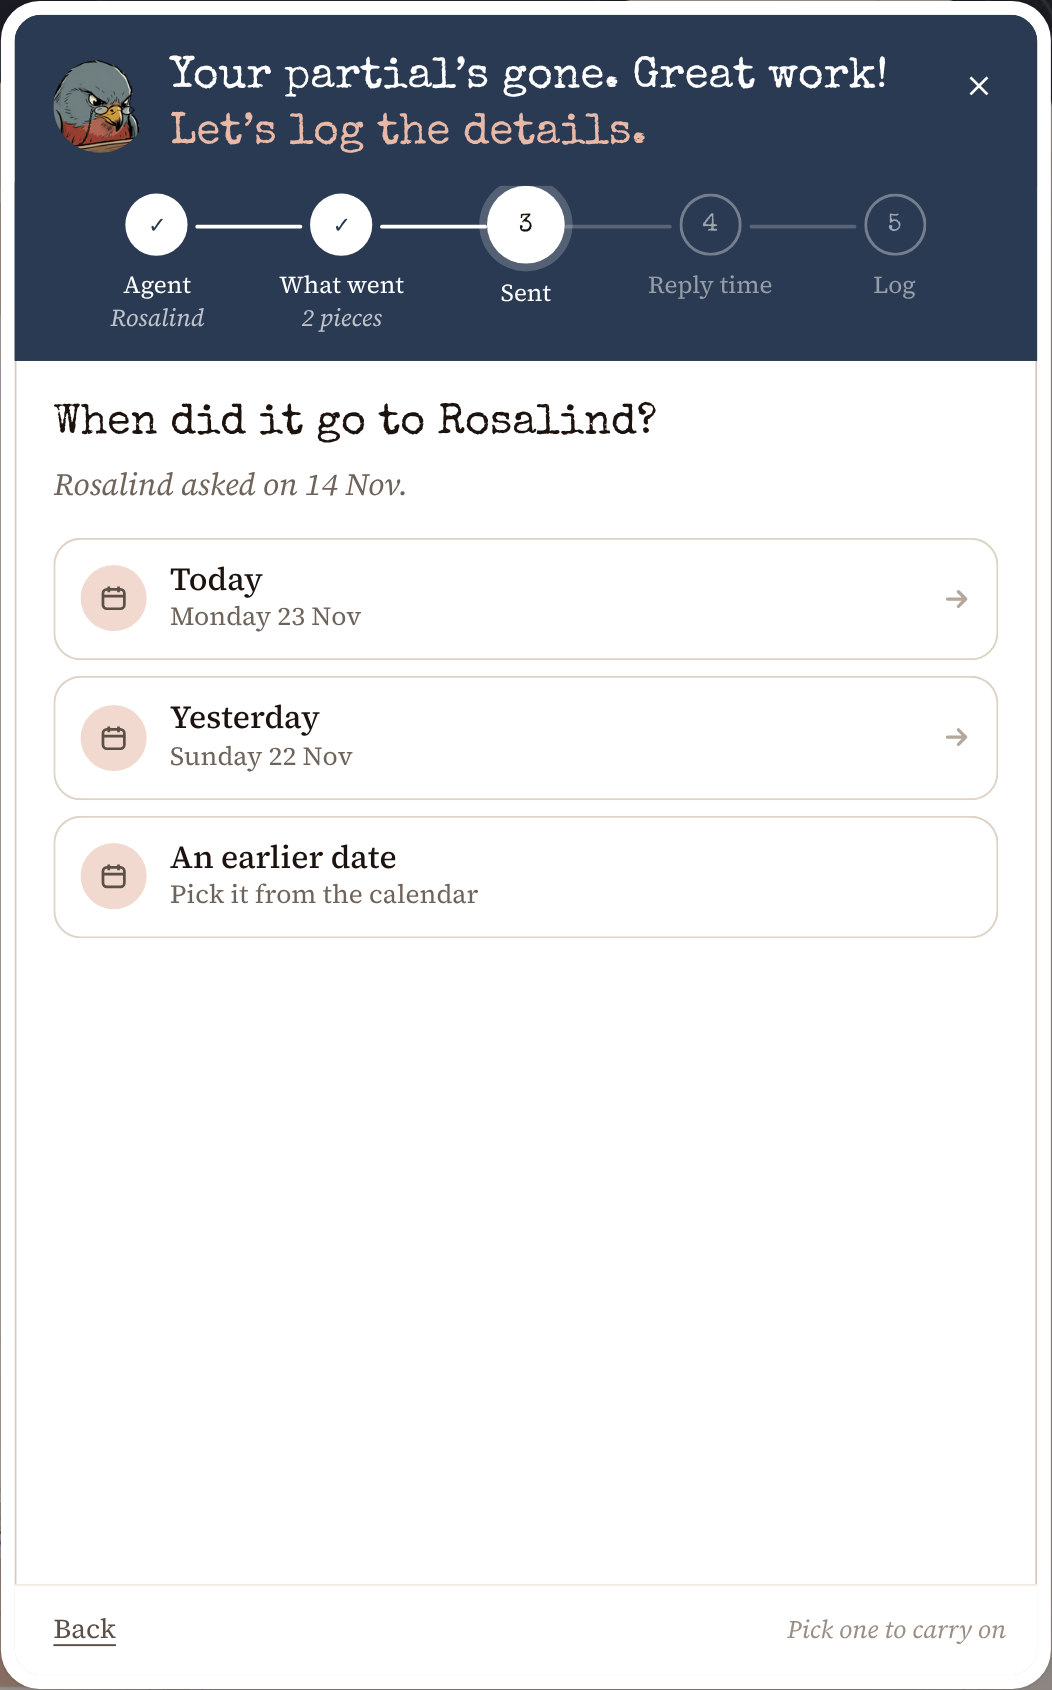 Your partial’s gone. Great work!
Let’s log the details.
✓
✓
3
4
5
Agent
What went
Sent
Reply time
Log
Rosalind
2 pieces
When did it go to Rosalind?
Rosalind asked on 14 Nov.
Today
Monday 23 Nov
Yesterday
Sunday 22 Nov
An earlier date
Pick it from the calendar
Back
Pick one to carry on